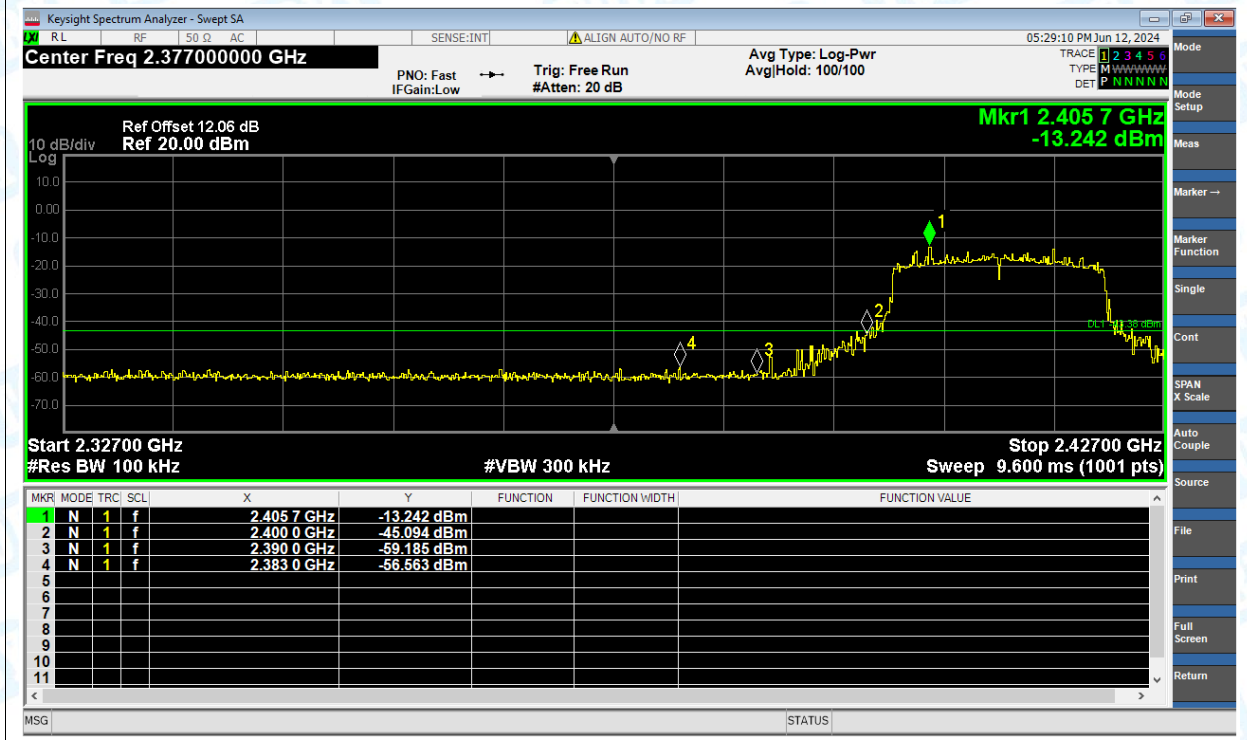 Keysight Spectrum Analyzer - Swept SA
LXI RL RF 50 Ω AC SENSE:INT ALIGN AUTO/NO RF 05:29:10 PM Jun 12, 2024
Center Freq 2.377000000 GHz
PNO: Fast
IFGain:Low
Trig: Free Run
#Atten: 20 dB
Avg Type: Log-Pwr
Avg|Hold: 100/100
TRACE 1 2 3 4 5 6
TYPE M WWWWW
DET P N N N N N
Mkr1 2.405 7 GHz
-13.242 dBm
Ref Offset 12.06 dB
10 dB/div Ref 20.00 dBm
Log
10.0
0.00
-10.0
-20.0
-30.0
-40.0
-50.0
-60.0
-70.0
1
2
3
4
Start 2.32700 GHz Stop 2.42700 GHz
#Res BW 100 kHz #VBW 300 kHz Sweep 9.600 ms (1001 pts)
MKR MODE TRC SCL X Y FUNCTION FUNCTION WIDTH FUNCTION VALUE
1 N 1 f 2.405 7 GHz -13.242 dBm
2 N 1 f 2.400 0 GHz -45.094 dBm
3 N 1 f 2.390 0 GHz -59.185 dBm
4 N 1 f 2.383 0 GHz -56.563 dBm
5
6
7
8
9
10
11
MSG STATUS
Mode
Mode Setup
Meas
Marker →
Marker Function
Single
Cont
SPAN X Scale
Auto Couple
Source
File
Print
Full Screen
Return